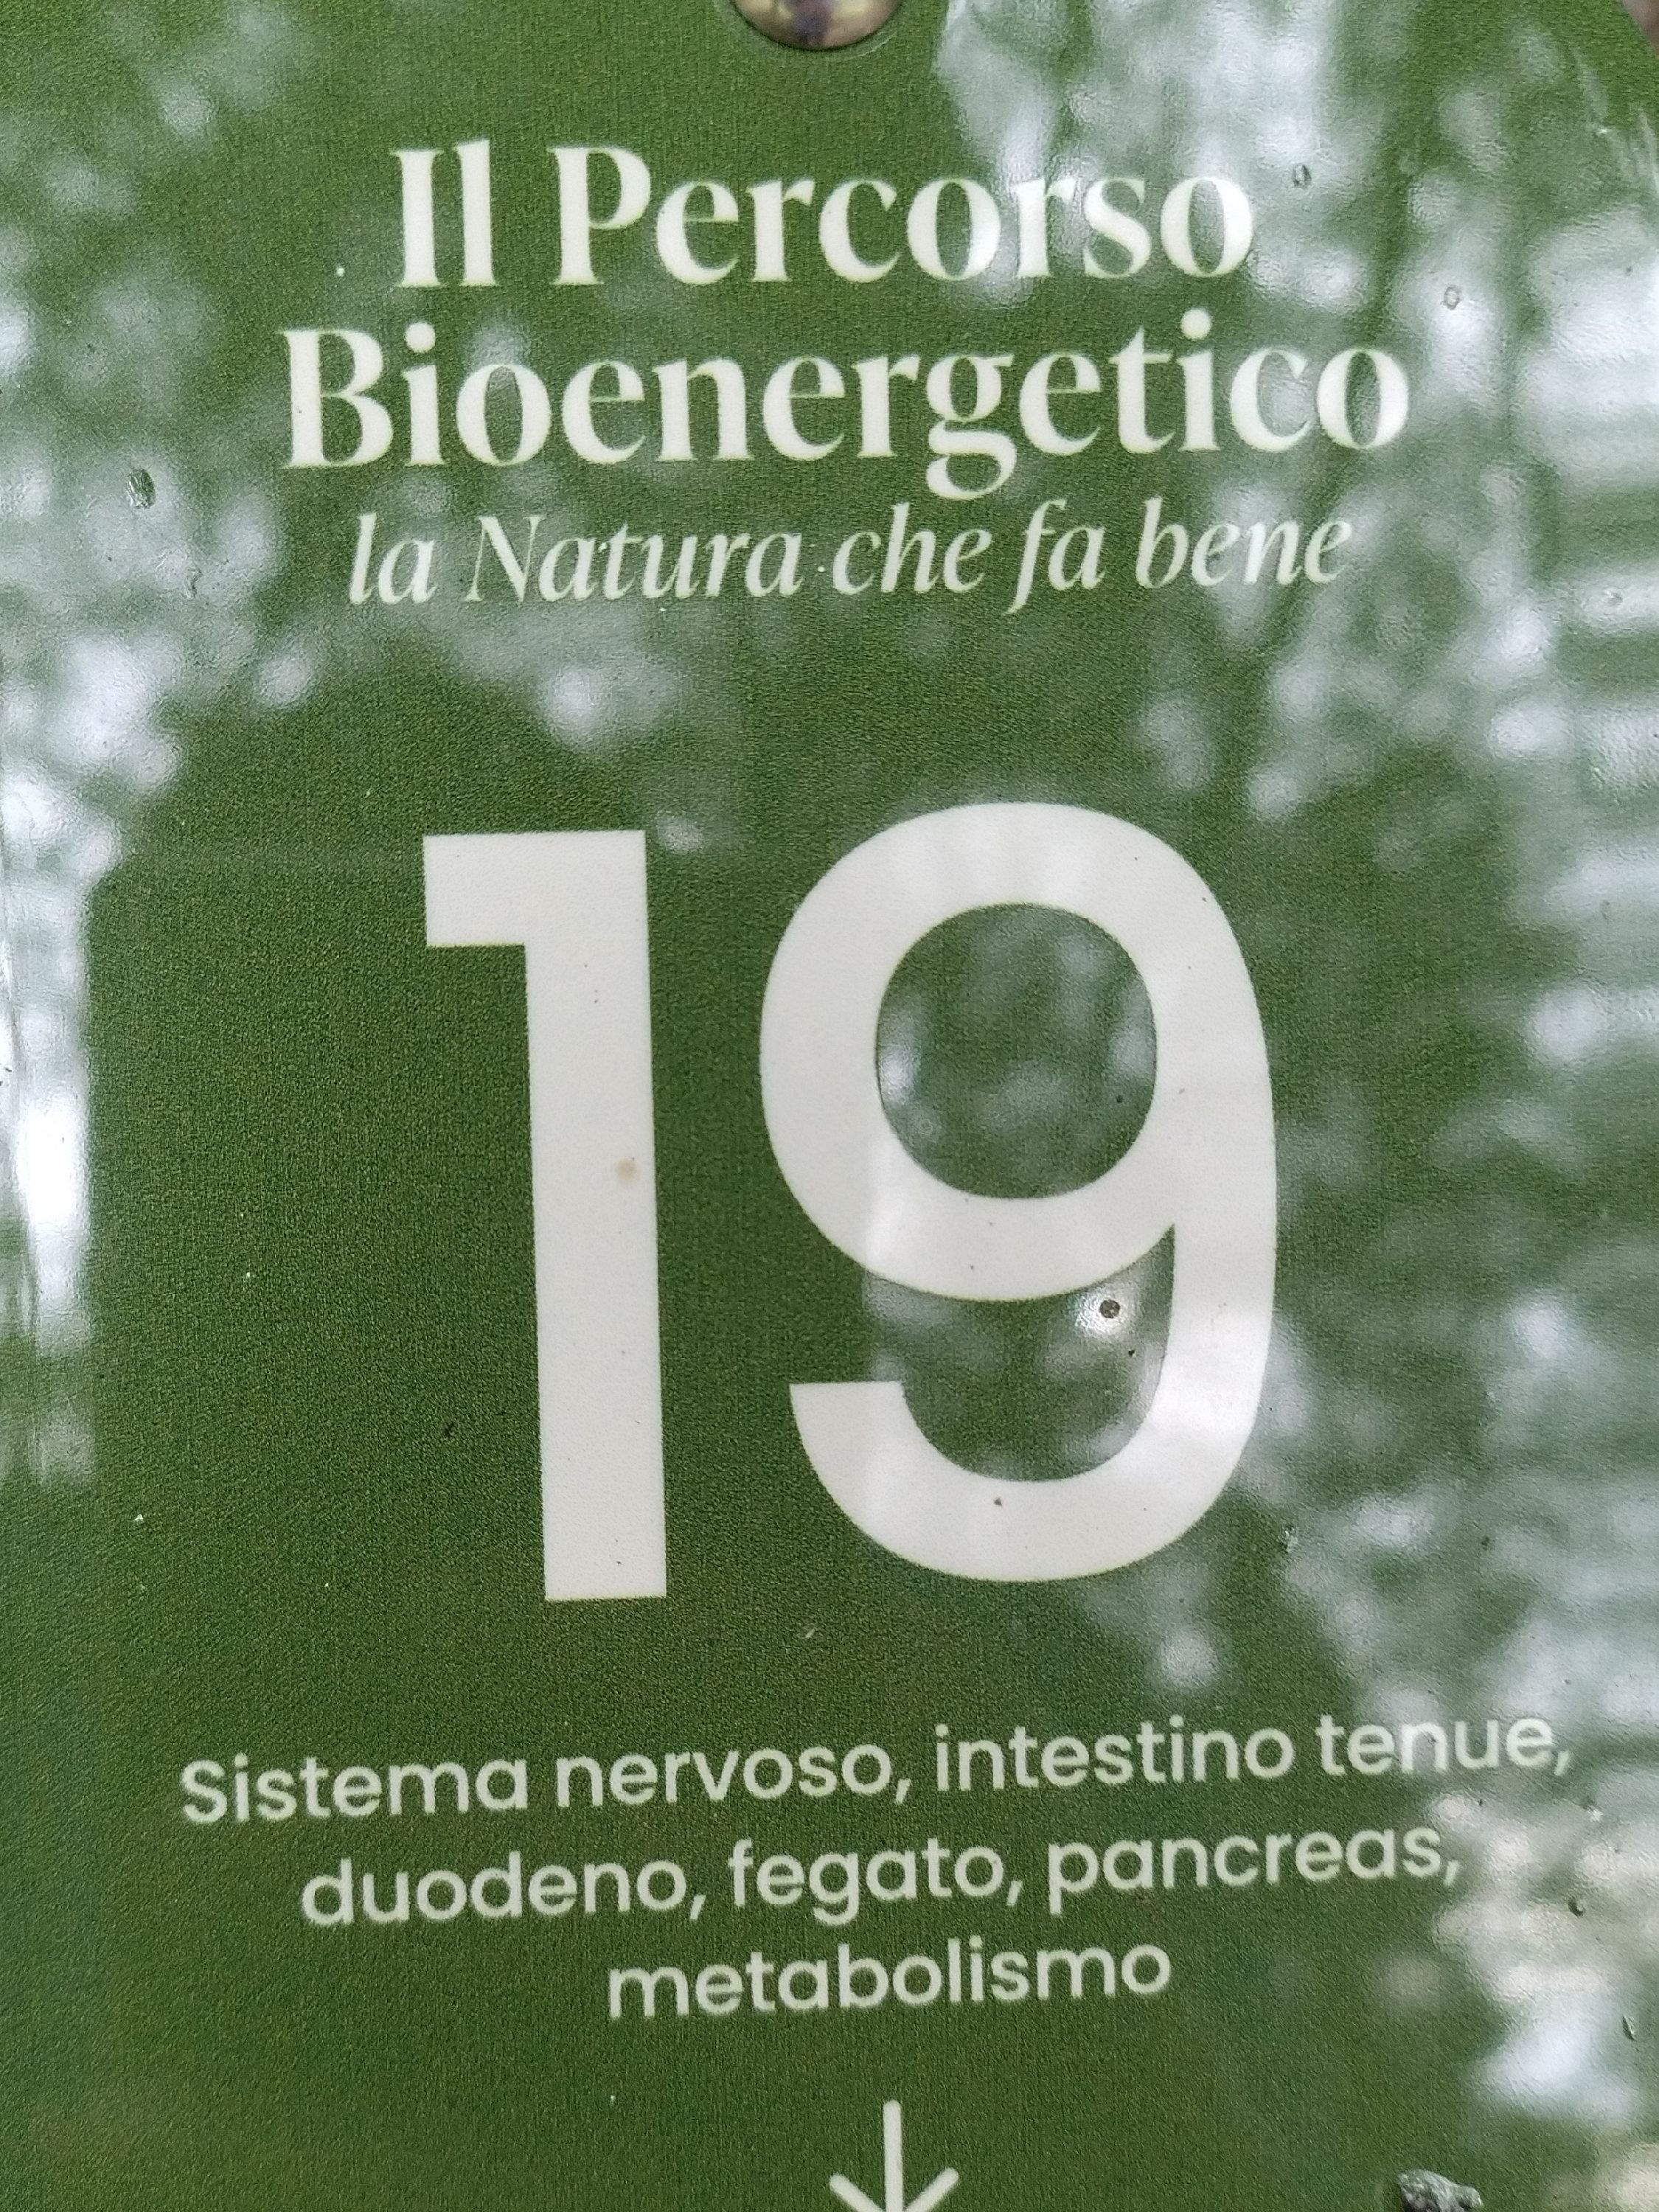 Il Percorso
Bioenergetico
la Natura che fa bene
19
Sistema nervoso, intestino tenue,
duodeno, fegato, pancreas,
metabolismo